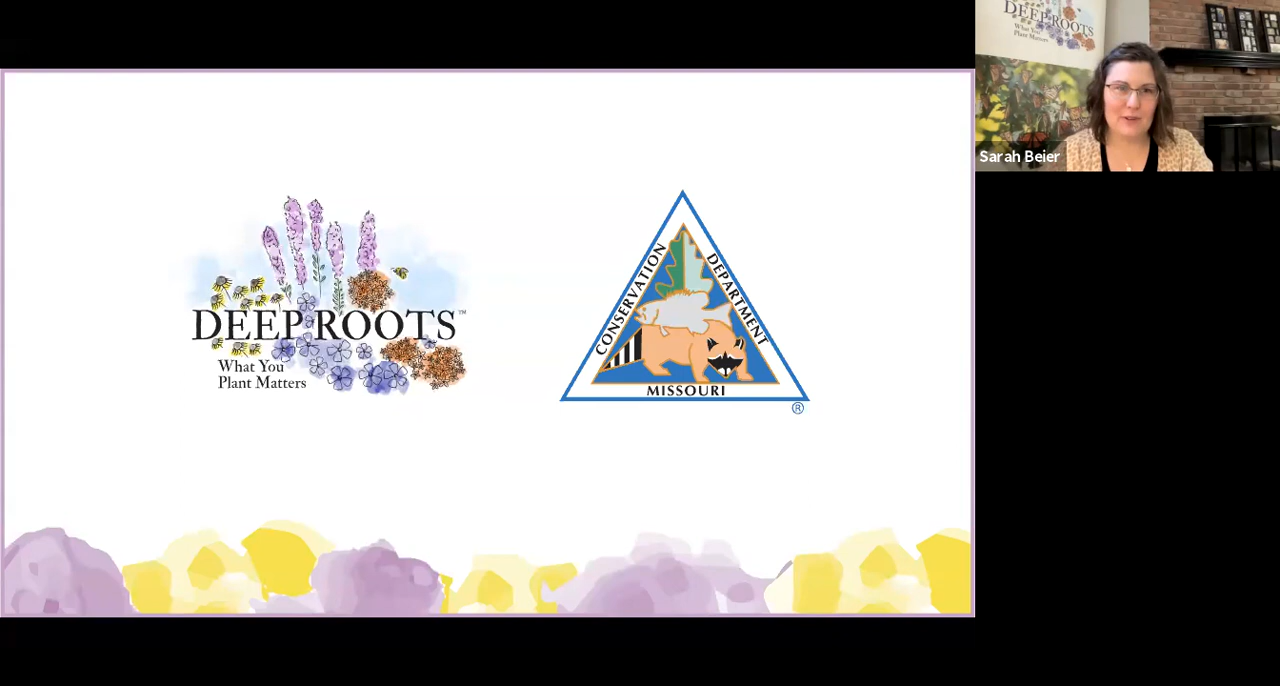 DEEP ROOTS™
What You
Plant Matters
CONSERVATION
DEPARTMENT
MISSOURI
®
DEEP ROOTS
What You
Plant Matters
Sarah Beier